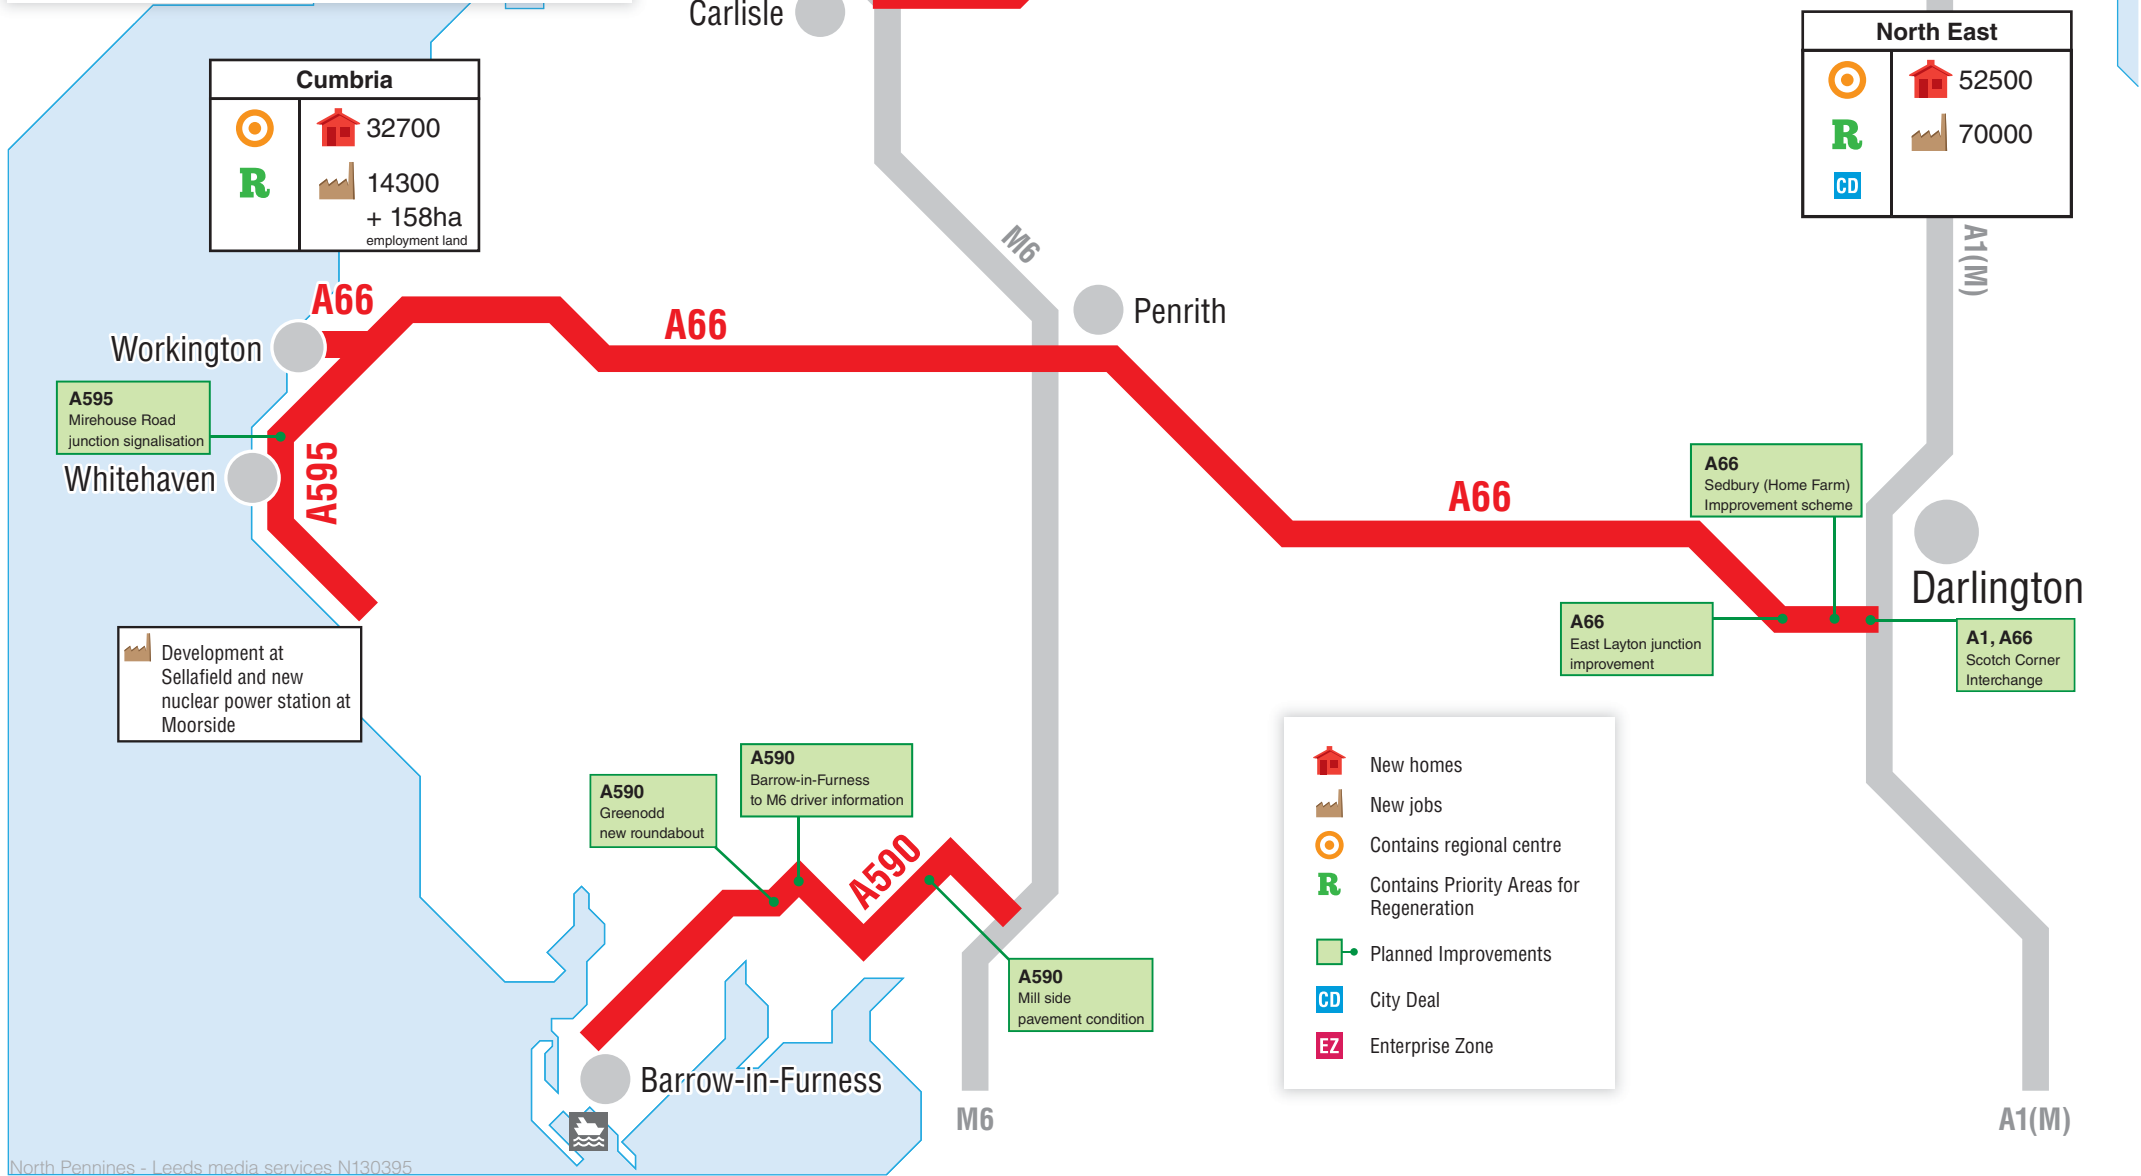 Carlisle
North East
52500
R
70000
CD
Cumbria
32700
R
14300
+ 158ha
employment land
M6
A1(M)
A66
A66
Penrith
Workington
A595
Mirehouse Road
junction signalisation
Whitehaven
A595
A66
Sedbury (Home Farm)
Impprovement scheme
A66
Darlington
A66
East Layton junction
improvement
A1, A66
Scotch Corner
Interchange
Development at
Sellafield and new
nuclear power station at
Moorside
A590
Barrow-in-Furness
to M6 driver information
A590
Greenodd
new roundabout
A590
A590
Mill side
pavement condition
New homes
New jobs
Contains regional centre
R
Contains Priority Areas for
Regeneration
Planned Improvements
CD
City Deal
EZ
Enterprise Zone
Barrow-in-Furness
M6
A1(M)
North Pennines - Leeds media services N130395